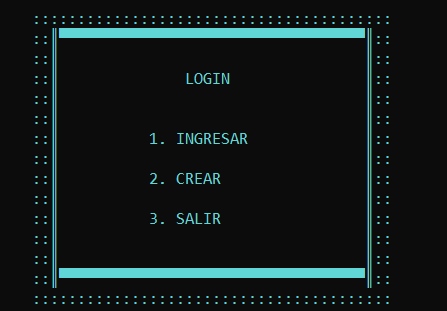 LOGIN
1. INGRESAR
2. CREAR
3. SALIR